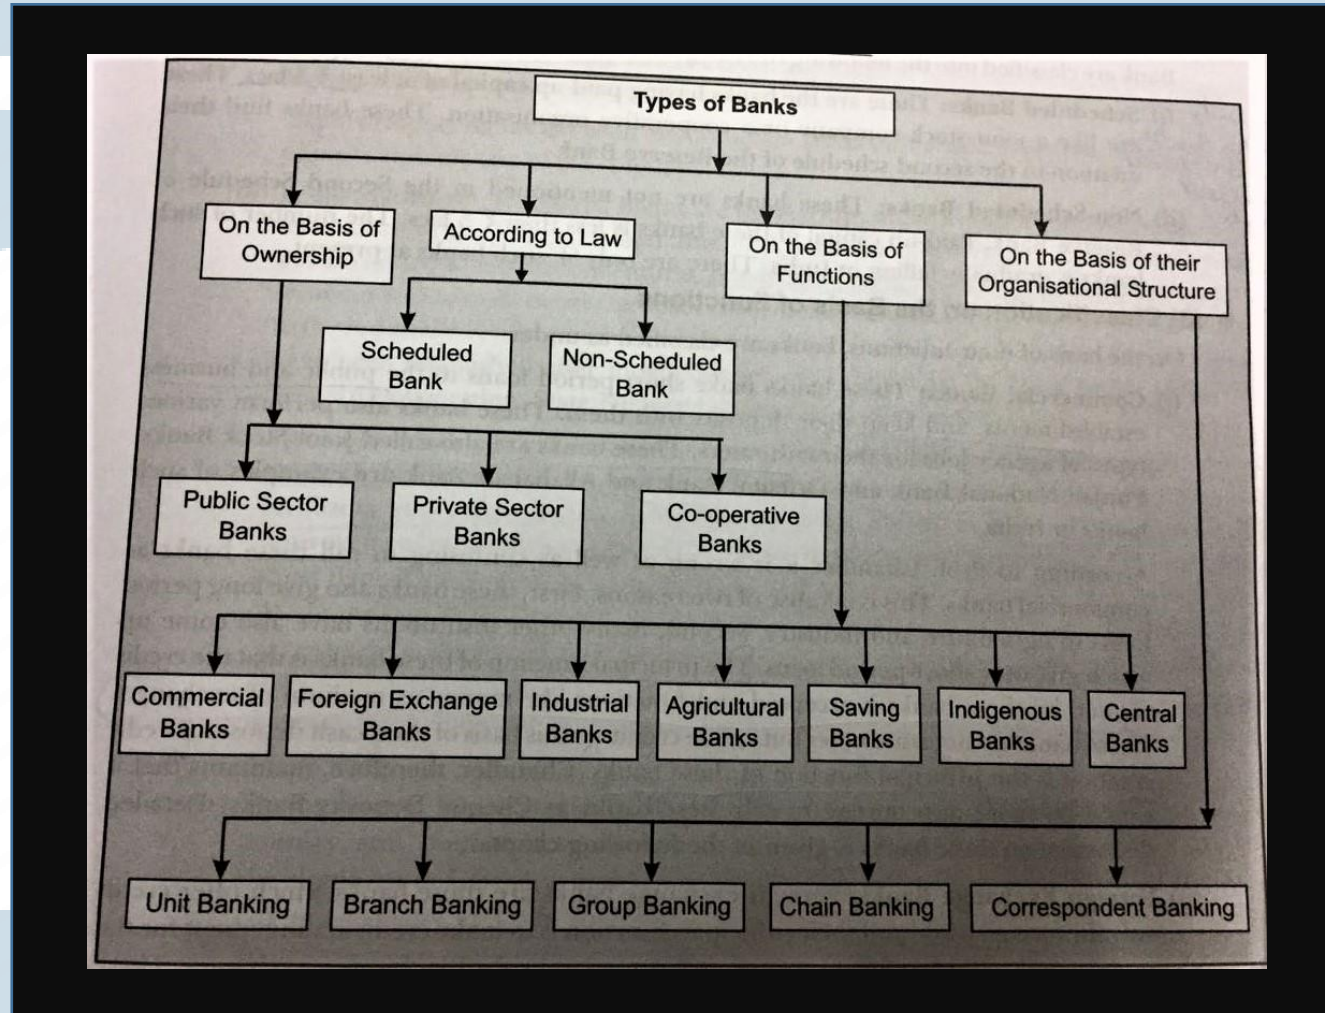 Types of Banks
On the Basis of
Ownership
According to Law
On the Basis of
Functions
On the Basis of their
Organisational Structure
Scheduled
Bank
Non-Scheduled
Bank
Public Sector
Banks
Private Sector
Banks
Co-operative
Banks
Commercial
Banks
Foreign Exchange
Banks
Industrial
Banks
Agricultural
Banks
Saving
Banks
Indigenous
Banks
Central
Banks
Unit Banking
Branch Banking
Group Banking
Chain Banking
Correspondent Banking